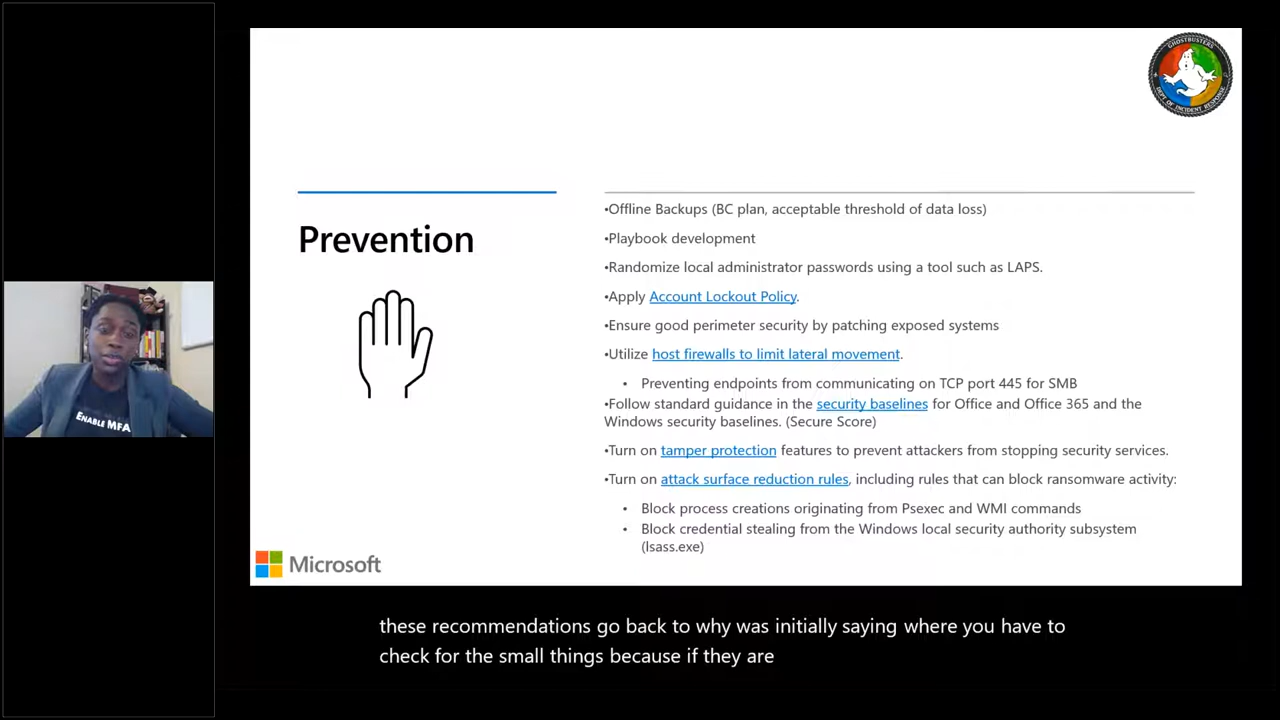 GHOSTBUSTERS
DEPT OF INCIDENT RESPONSE
Prevention
•Offline Backups (BC plan, acceptable threshold of data loss)
•Playbook development
•Randomize local administrator passwords using a tool such as LAPS.
•Apply Account Lockout Policy.
•Ensure good perimeter security by patching exposed systems
•Utilize host firewalls to limit lateral movement.
• Preventing endpoints from communicating on TCP port 445 for SMB
•Follow standard guidance in the security baselines for Office and Office 365 and the
Windows security baselines. (Secure Score)
•Turn on tamper protection features to prevent attackers from stopping security services.
•Turn on attack surface reduction rules, including rules that can block ransomware activity:
• Block process creations originating from Psexec and WMI commands
• Block credential stealing from the Windows local security authority subsystem
(lsass.exe)
Microsoft
ENABLE MFA
these recommendations go back to why was initially saying where you have to
check for the small things because if they are